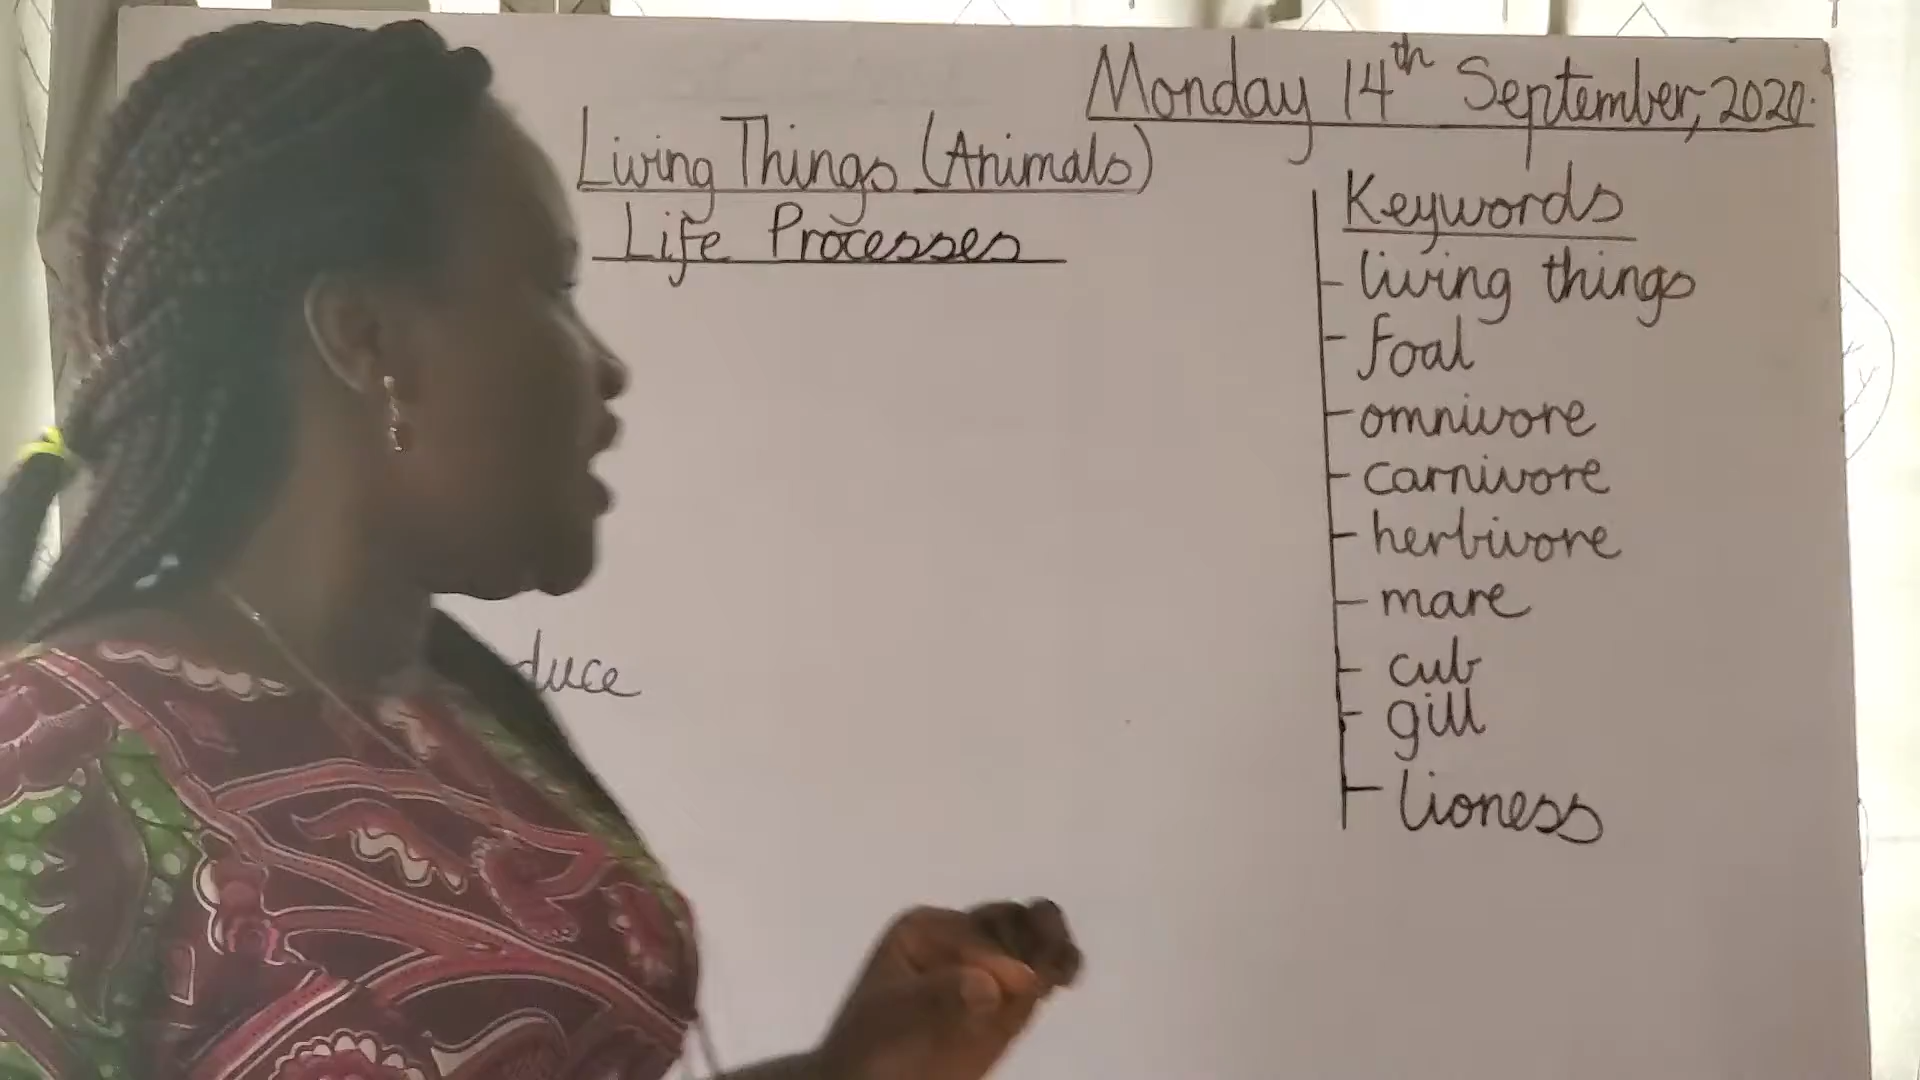 Monday 14th September, 2020.
Living Things (Animals)
Life Processes
Keywords
- living things
- foal
- omnivore
- carnivore
- herbivore
- mare
- cub
- gill
- lioness